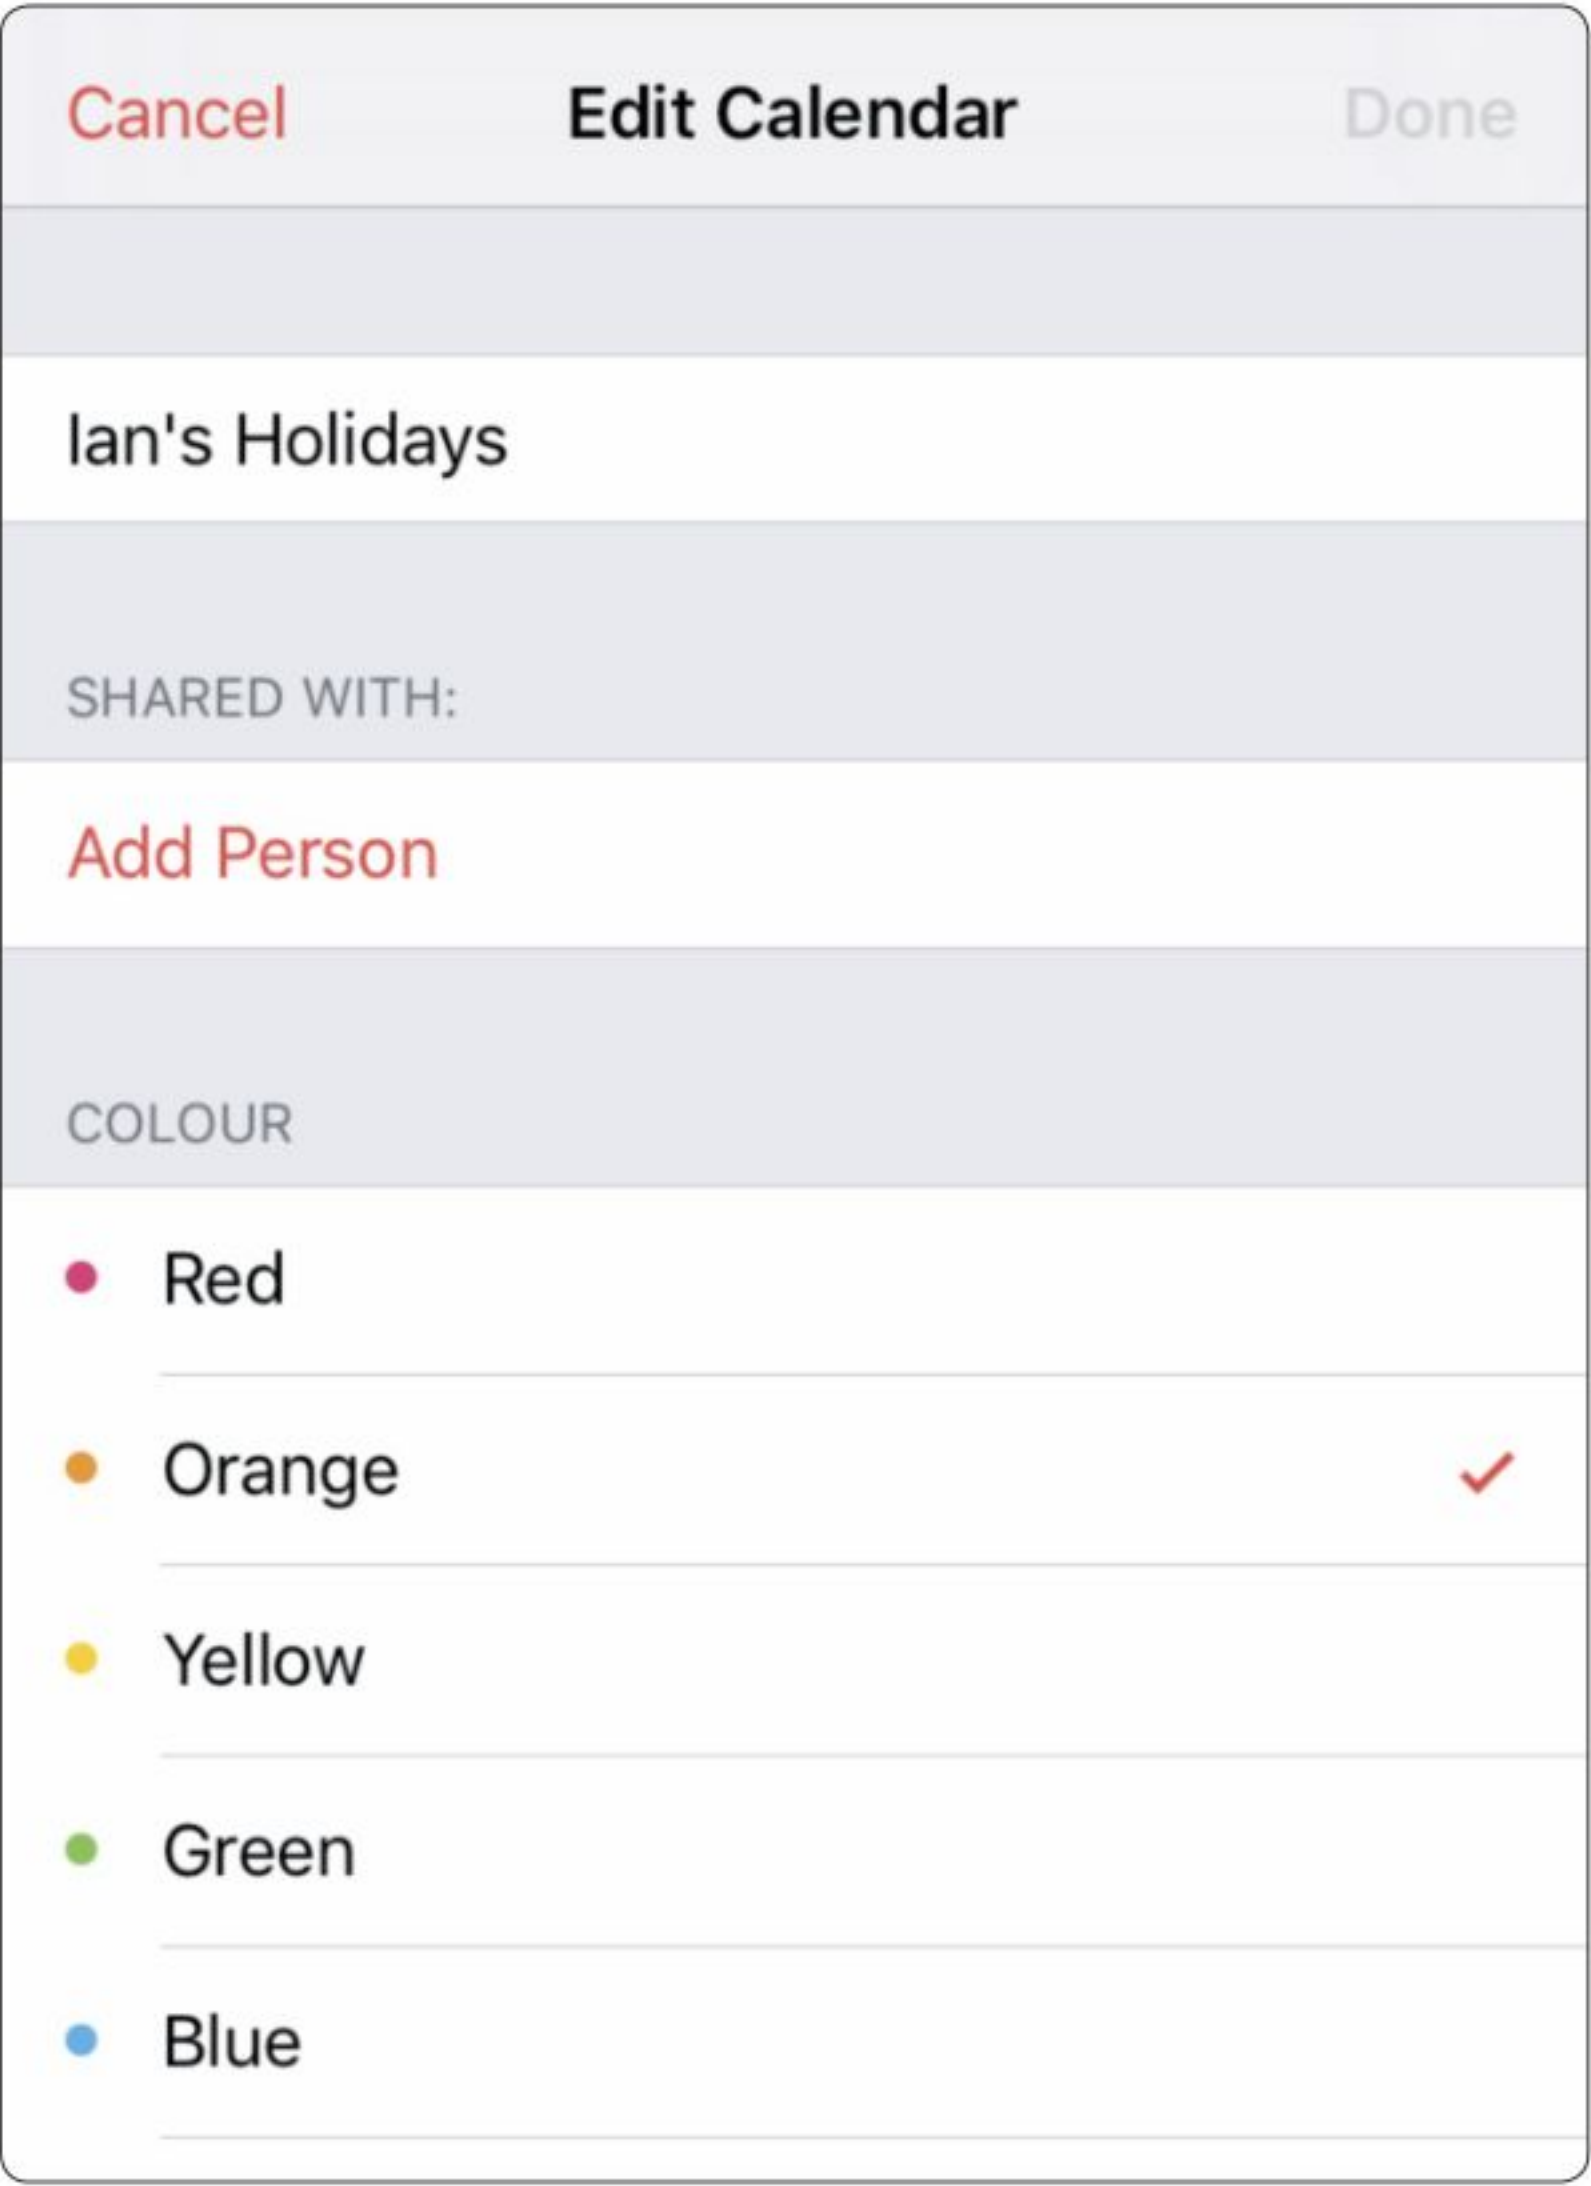 Cancel Edit Calendar Done
Ian's Holidays
SHARED WITH:
Add Person
COLOUR
Red
Orange
Yellow
Green
Blue